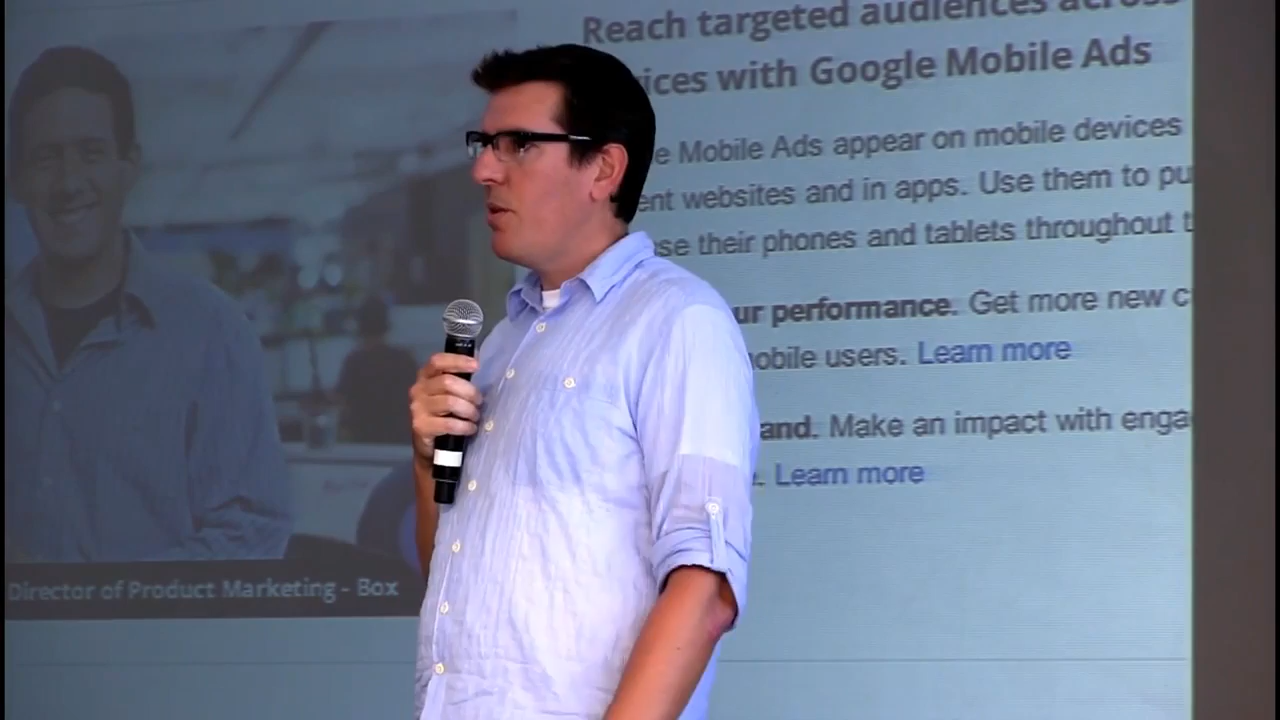 Reach targeted audiences across
ices with Google Mobile Ads
e Mobile Ads appear on mobile devices
ent websites and in apps. Use them to pu
se their phones and tablets throughout t
ur performance. Get more new c
obile users. Learn more
and. Make an impact with enga
. Learn more
Director of Product Marketing - Box